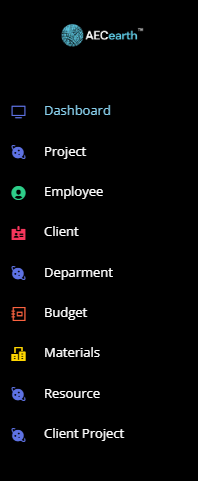 AECearth™
Dashboard
Project
Employee
Client
Deparment
Budget
Materials
Resource
Client Project